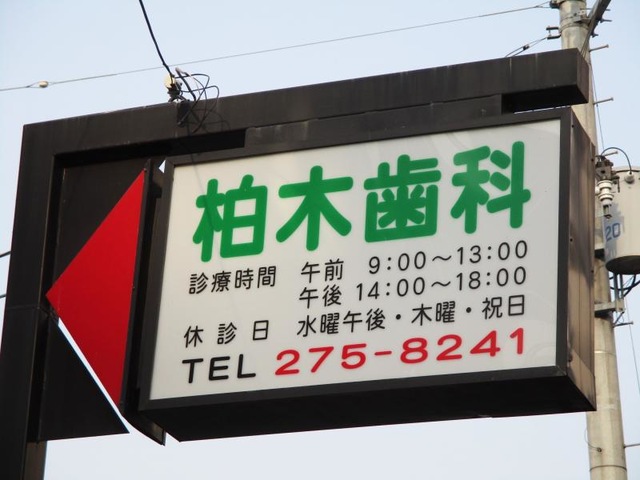 柏木歯科
診療時間 午前 9:00～13:00
午後 14:00～18:00
休診日 水曜午後・木曜・祝日
TEL 275-8241
20